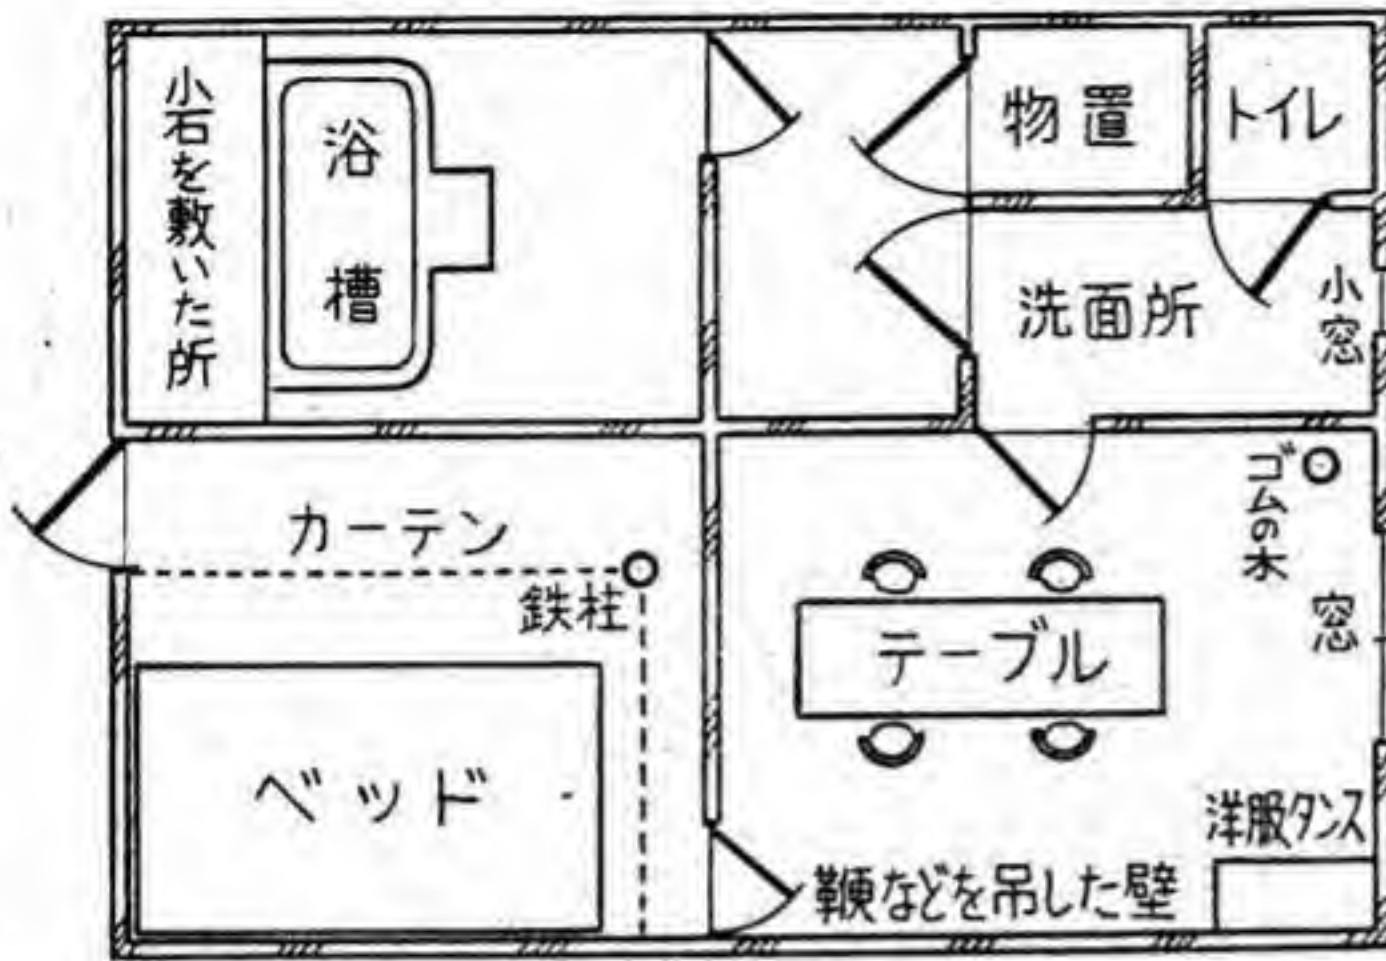 小石を敷いた所
浴槽
物置
トイレ
洗面所
小窓
カーテン
鉄柱
ベッド
ゴムの木
テーブル
窓
洋服タンス
鞭などを吊した壁